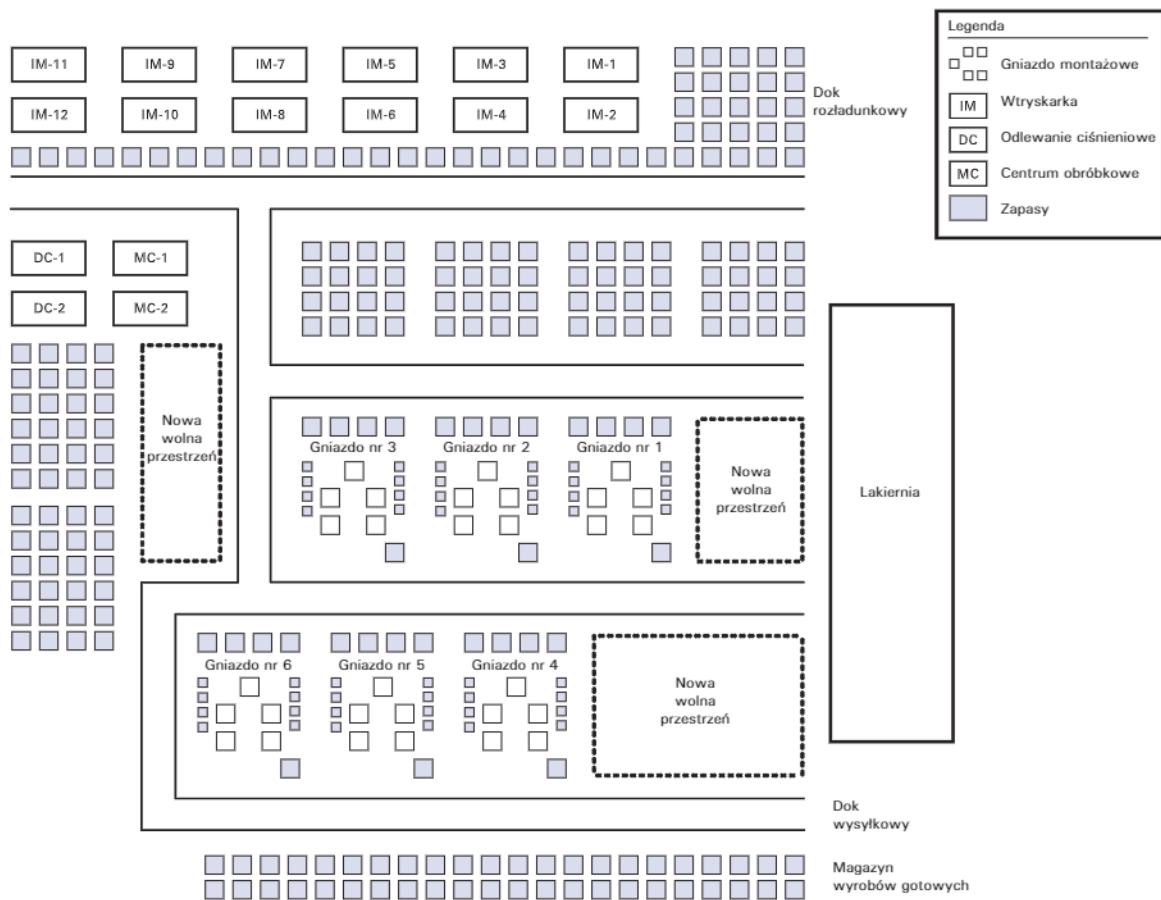 Legenda
Gniazdo montażowe
IM
Wtryskarka
DC
Odlewanie ciśnieniowe
MC
Centrum obróbkowe
Zapasy
IM-11
IM-9
IM-7
IM-5
IM-3
IM-1
IM-12
IM-10
IM-8
IM-6
IM-4
IM-2
Dok
rozładunkowy
DC-1
MC-1
DC-2
MC-2
Nowa
wolna
przestrzeń
Gniazdo nr 3
Gniazdo nr 2
Gniazdo nr 1
Nowa
wolna
przestrzeń
Lakiernia
Gniazdo nr 6
Gniazdo nr 5
Gniazdo nr 4
Nowa
wolna
przestrzeń
Dok
wysyłkowy
Magazyn
wyrobów gotowych